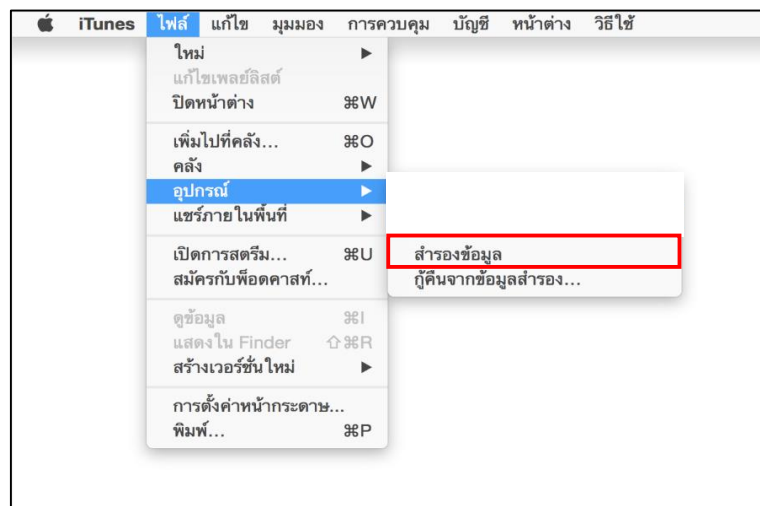 iTunes ไฟล์ แก้ไข มุมมอง การควบคุม บัญชี หน้าต่าง วิธีใช้
ใหม่ ▶
แก้ไขเพลย์ลิสต์
ปิดหน้าต่าง ⌘W
เพิ่มไปที่คลัง... ⌘O
คลัง ▶
อุปกรณ์ ▶
แชร์ภายในพื้นที่ ▶
เปิดการสตรีม... ⌘U
สมัครกับพ็อดคาสท์...
สำรองข้อมูล
กู้คืนจากข้อมูลสำรอง...
ดูข้อมูล ⌘I
แสดงใน Finder ⇧⌘R
สร้างเวอร์ชั่นใหม่ ▶
การตั้งค่าหน้ากระดาษ...
พิมพ์... ⌘P